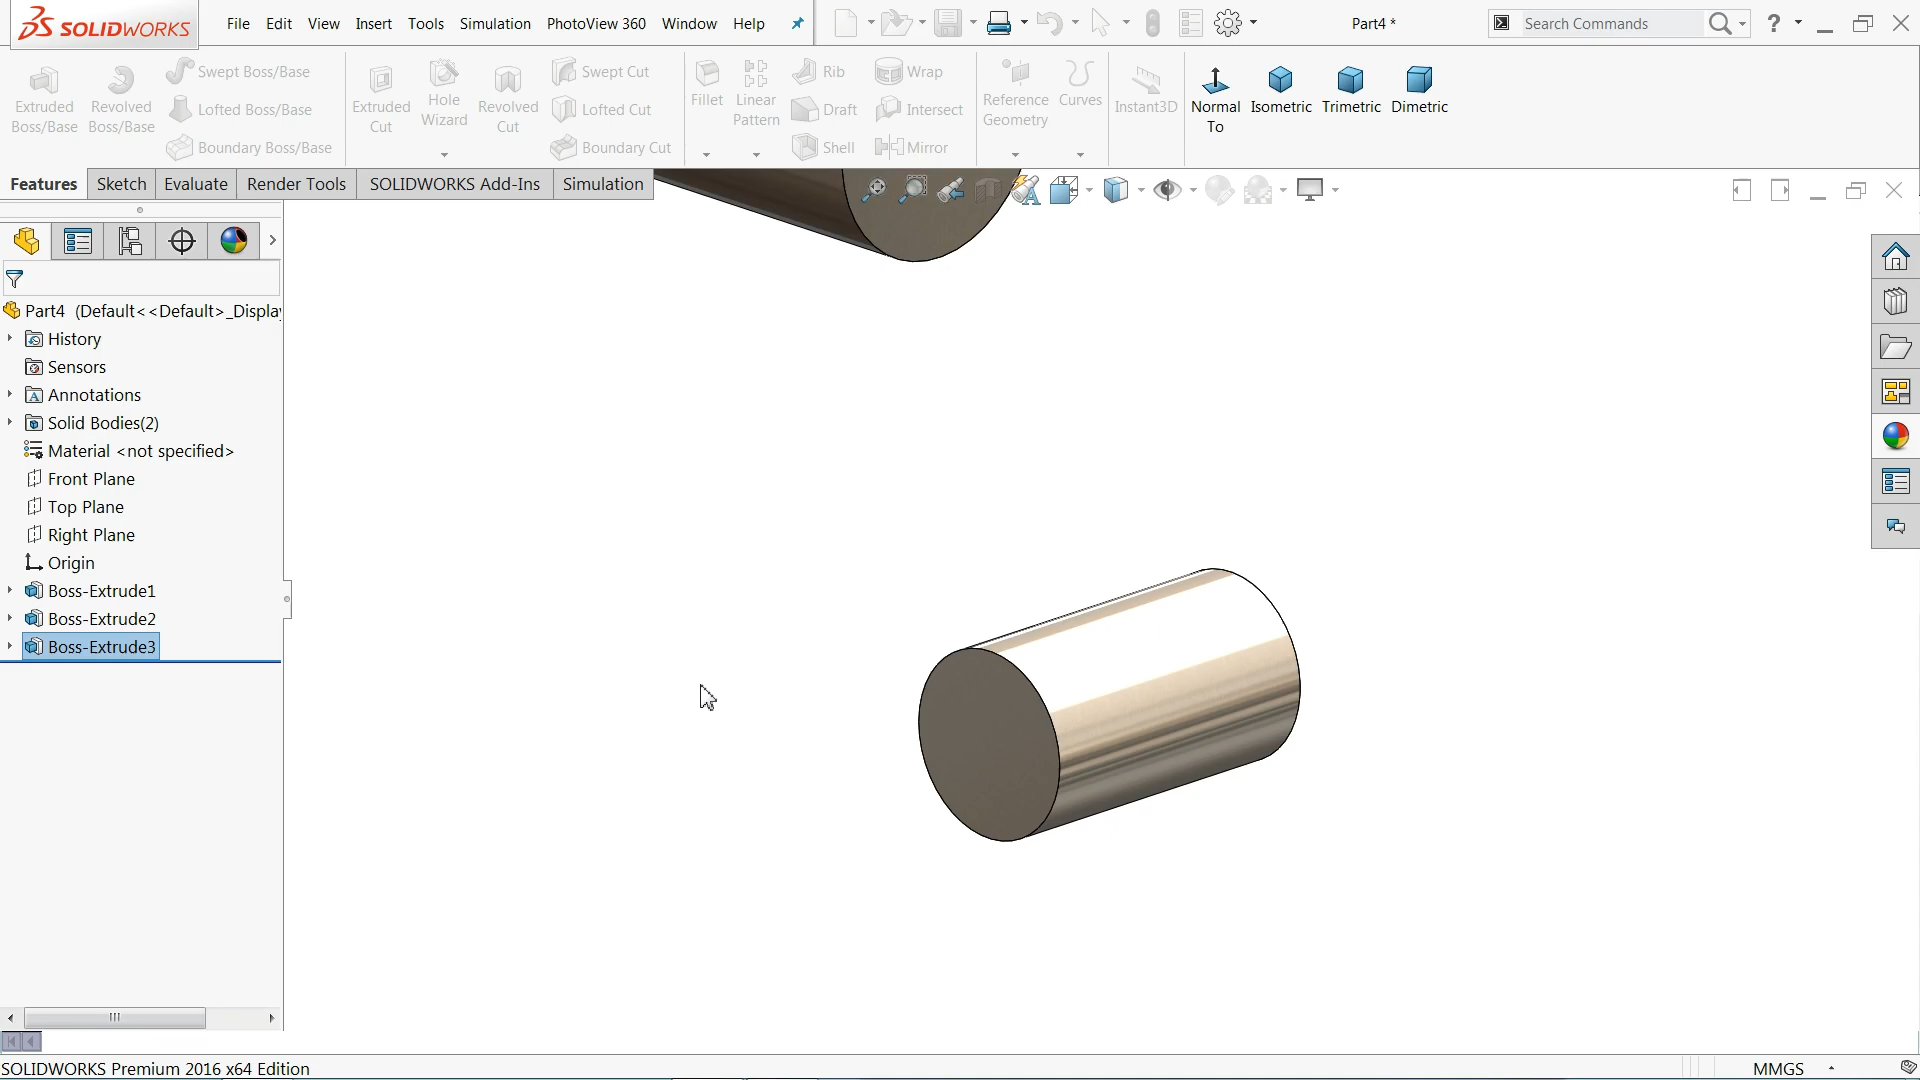 SOLIDWORKS File Edit View Insert Tools Simulation PhotoView 360 Window Help Part4 * Search Commands ?
Extruded Boss/Base
Revolved Boss/Base
Swept Boss/Base
Lofted Boss/Base
Boundary Boss/Base
Extruded Cut
Hole Wizard
Revolved Cut
Swept Cut
Lofted Cut
Boundary Cut
Fillet
Linear Pattern
Rib
Draft
Shell
Wrap
Intersect
Mirror
Reference Geometry
Curves
Instant3D
Normal To
Isometric
Trimetric
Dimetric
Features Sketch Evaluate Render Tools SOLIDWORKS Add-Ins Simulation
Part4 (Default<<Default>_Displa
History
Sensors
Annotations
Solid Bodies(2)
Material <not specified>
Front Plane
Top Plane
Right Plane
Origin
Boss-Extrude1
Boss-Extrude2
Boss-Extrude3
SOLIDWORKS Premium 2016 x64 Edition MMGS